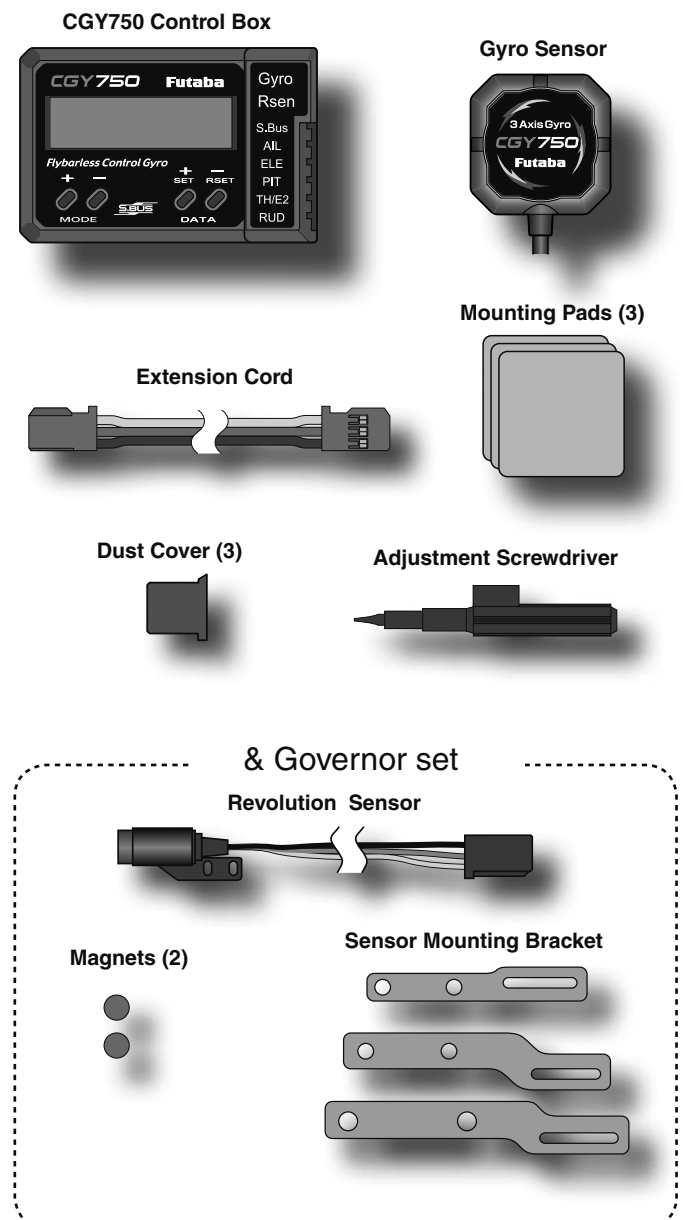 CGY750 Control Box
CGY750 Futaba
Gyro
Rsen
S.Bus
AIL
ELE
PIT
TH/E2
RUD
Flybarless Control Gyro
+ − + −
SET RSET
MODE S.BUS DATA
Gyro Sensor
3 Axis Gyro
CGY750
Futaba
Mounting Pads (3)
Extension Cord
Dust Cover (3)
Adjustment Screwdriver
& Governor set
Revolution Sensor
Magnets (2)
Sensor Mounting Bracket